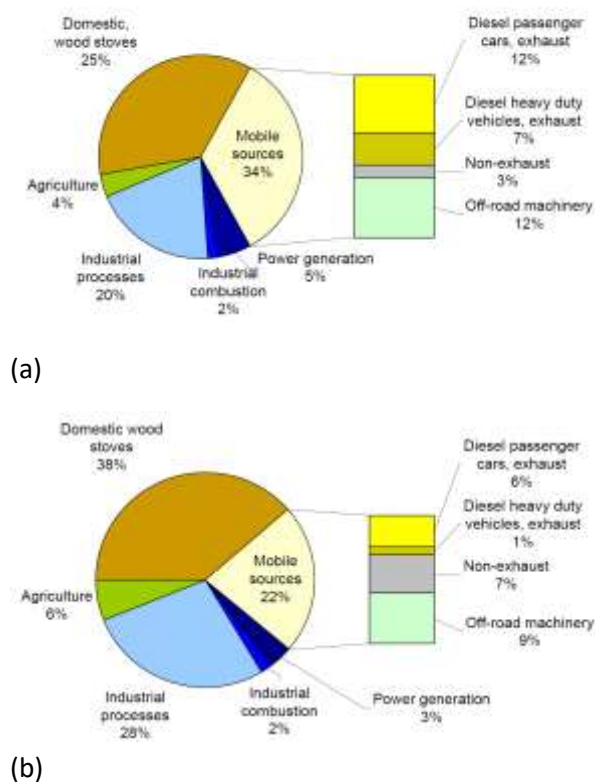 Domestic,
wood stoves
25%
Mobile
sources
34%
Agriculture
4%
Industrial
processes
20%
Industrial
combustion
2%
Power generation
5%
Diesel passenger
cars, exhaust
12%
Diesel heavy duty
vehicles, exhaust
7%
Non-exhaust
3%
Off-road machinery
12%
(a)
Domestic wood
stoves
38%
Mobile
sources
22%
Agriculture
6%
Industrial
processes
28%
Industrial
combustion
2%
Power generation
3%
Diesel passenger
cars, exhaust
6%
Diesel heavy duty
vehicles, exhaust
1%
Non-exhaust
7%
Off-road machinery
9%
(b)